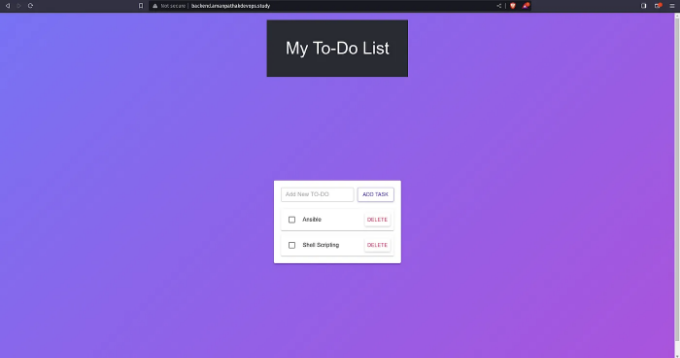 Not secure backend.amanpathakdevops.study
My To-Do List
Add New TO-DO ADD TASK
Ansible DELETE
Shell Scripting DELETE